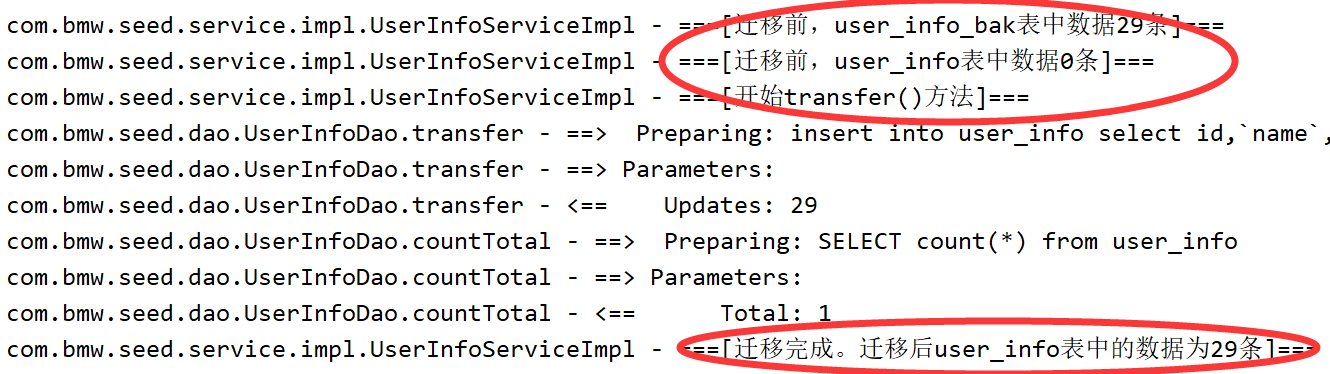 com.bmw.seed.service.impl.UserInfoServiceImpl - ===[迁移前，user_info_bak表中数据29条]===
com.bmw.seed.service.impl.UserInfoServiceImpl - ===[迁移前，user_info表中数据0条]===
com.bmw.seed.service.impl.UserInfoServiceImpl - ===[开始transfer()方法]===
com.bmw.seed.dao.UserInfoDao.transfer - ==>  Preparing: insert into user_info select id,`name`,
com.bmw.seed.dao.UserInfoDao.transfer - ==> Parameters:
com.bmw.seed.dao.UserInfoDao.transfer - <==    Updates: 29
com.bmw.seed.dao.UserInfoDao.countTotal - ==>  Preparing: SELECT count(*) from user_info
com.bmw.seed.dao.UserInfoDao.countTotal - ==> Parameters:
com.bmw.seed.dao.UserInfoDao.countTotal - <==      Total: 1
com.bmw.seed.service.impl.UserInfoServiceImpl - ===[迁移完成。迁移后user_info表中的数据为29条]===